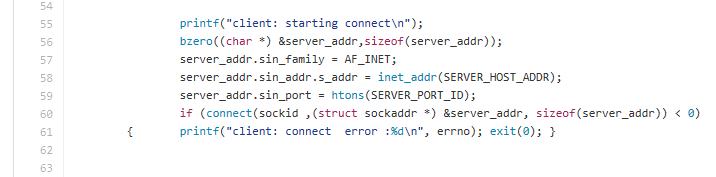 54
55 printf("client: starting connect\n");
56 bzero((char *) &server_addr,sizeof(server_addr));
57 server_addr.sin_family = AF_INET;
58 server_addr.sin_addr.s_addr = inet_addr(SERVER_HOST_ADDR);
59 server_addr.sin_port = htons(SERVER_PORT_ID);
60 if (connect(sockid ,(struct sockaddr *) &server_addr, sizeof(server_addr)) < 0)
61 { printf("client: connect  error :%d\n", errno); exit(0); }
62
63